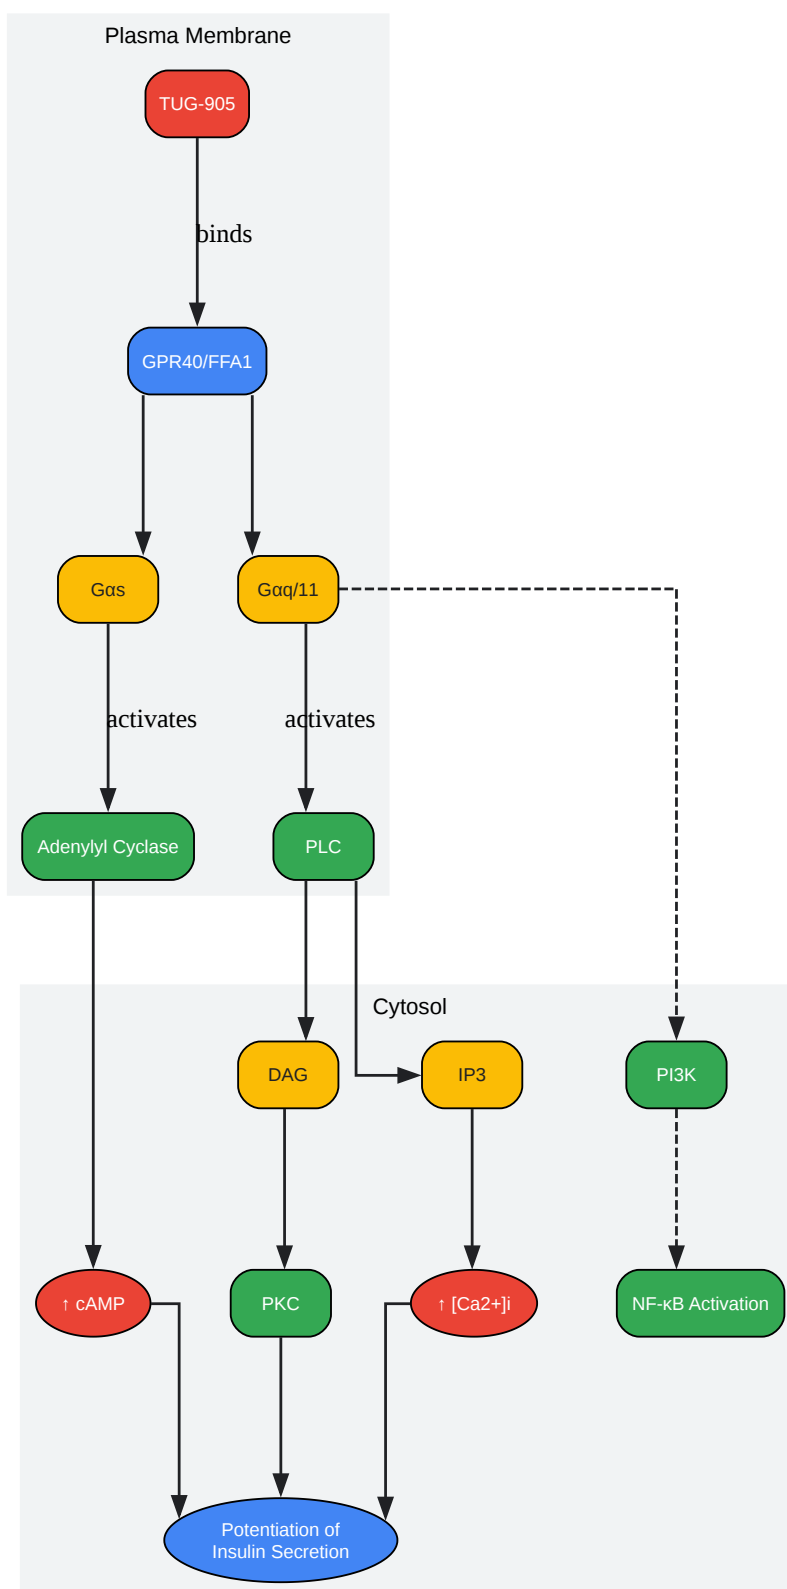 Plasma Membrane
TUG-905
binds
GPR40/FFA1
Gαs
Gαq/11
activates
activates
Adenylyl Cyclase
PLC
Cytosol
DAG
IP3
PI3K
↑ cAMP
PKC
↑ [Ca2+]i
NF-κB Activation
Potentiation of
Insulin Secretion